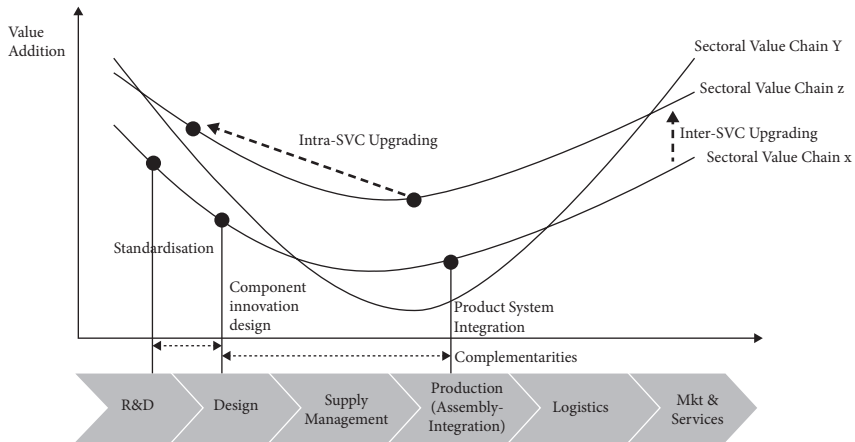 Value
Addition
Sectoral Value Chain Y
Sectoral Value Chain z
Intra-SVC Upgrading
Inter-SVC Upgrading
Sectoral Value Chain x
Standardisation
Component
innovation
design
Product System
Integration
Complementarities
R&D
Design
Supply
Management
Production
(Assembly-
Integration)
Logistics
Mkt &
Services